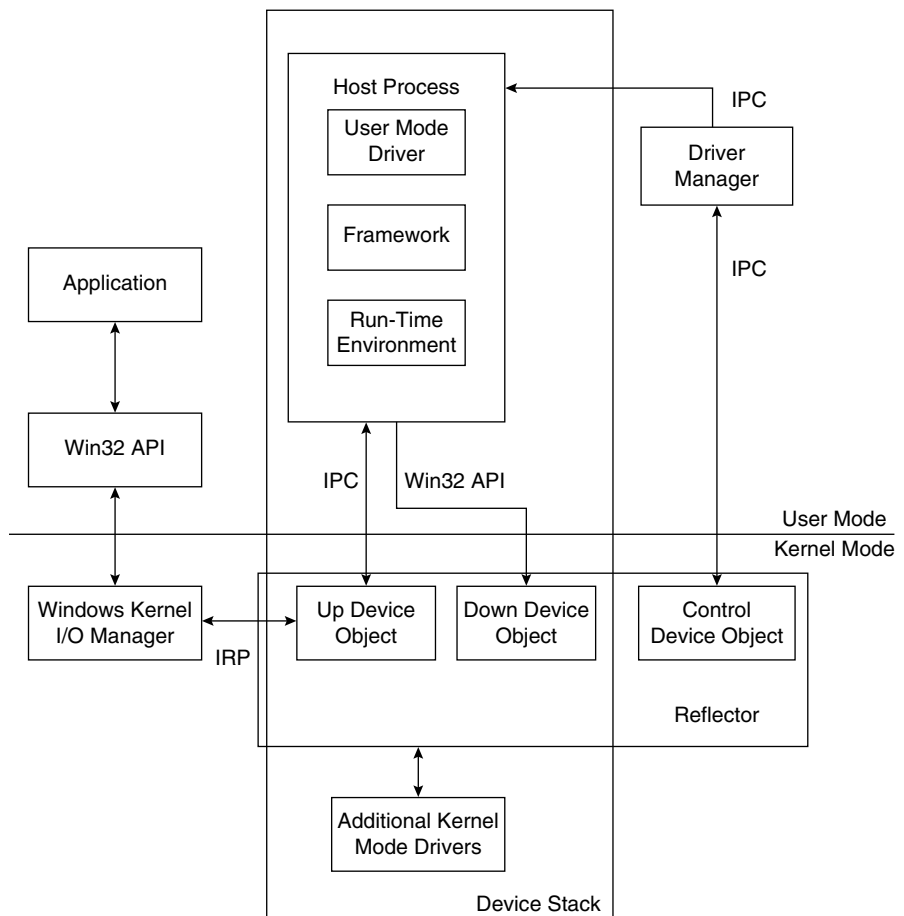 Host Process
User Mode
Driver
Framework
Run-Time
Environment
IPC
Driver
Manager
IPC
Application
Win32 API
IPC
Win32 API
User Mode
Kernel Mode
Windows Kernel
I/O Manager
IRP
Up Device
Object
Down Device
Object
Control
Device Object
Reflector
Additional Kernel
Mode Drivers
Device Stack